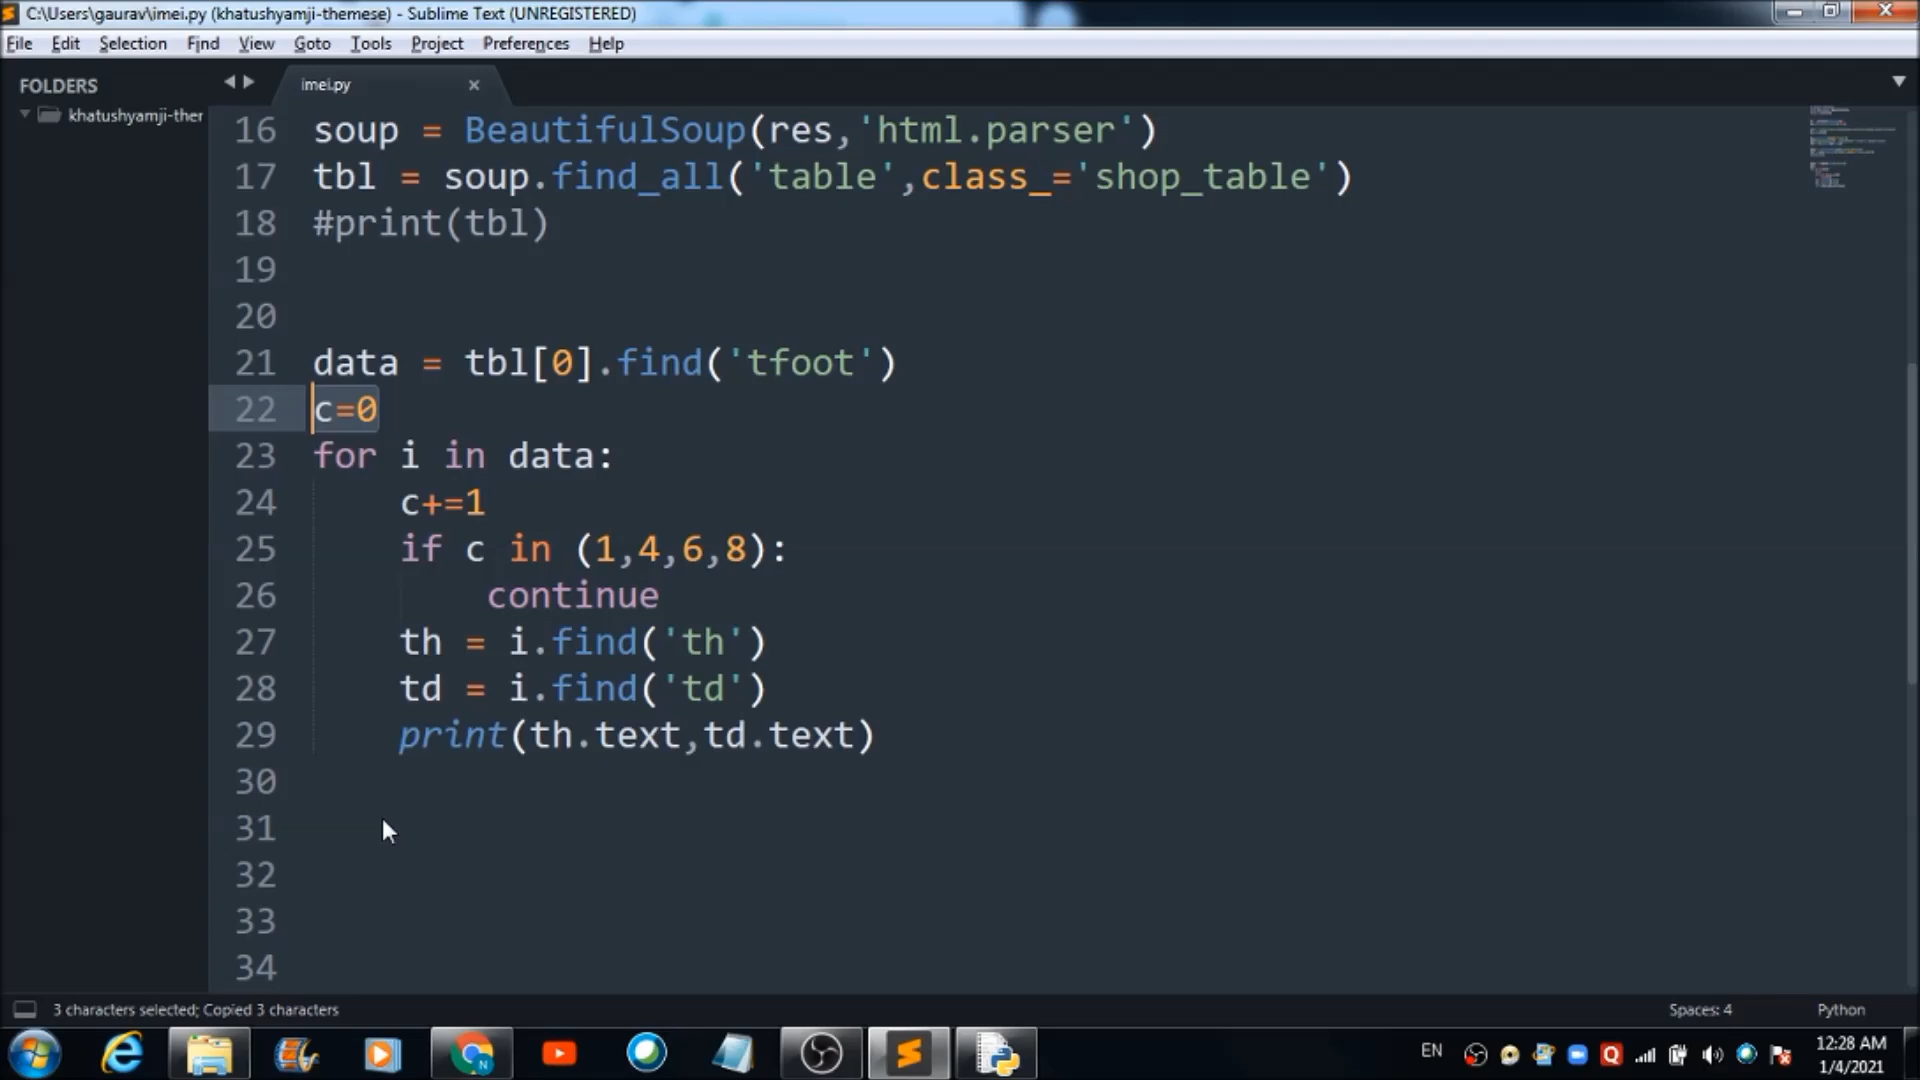 C:\Users\gaurav\imei.py (khatushyamji-themese) - Sublime Text (UNREGISTERED)
File Edit Selection Find View Goto Tools Project Preferences Help
FOLDERS
khatushyamji-ther
imei.py
16 soup = BeautifulSoup(res,'html.parser')
17 tbl = soup.find_all('table',class_='shop_table')
18 #print(tbl)
19
20
21 data = tbl[0].find('tfoot')
22 c=0
23 for i in data:
24 c+=1
25 if c in (1,4,6,8):
26 continue
27 th = i.find('th')
28 td = i.find('td')
29 print(th.text,td.text)
30
31
32
33
34
3 characters selected; Copied 3 characters
Spaces: 4
Python
EN
12:28 AM
1/4/2021